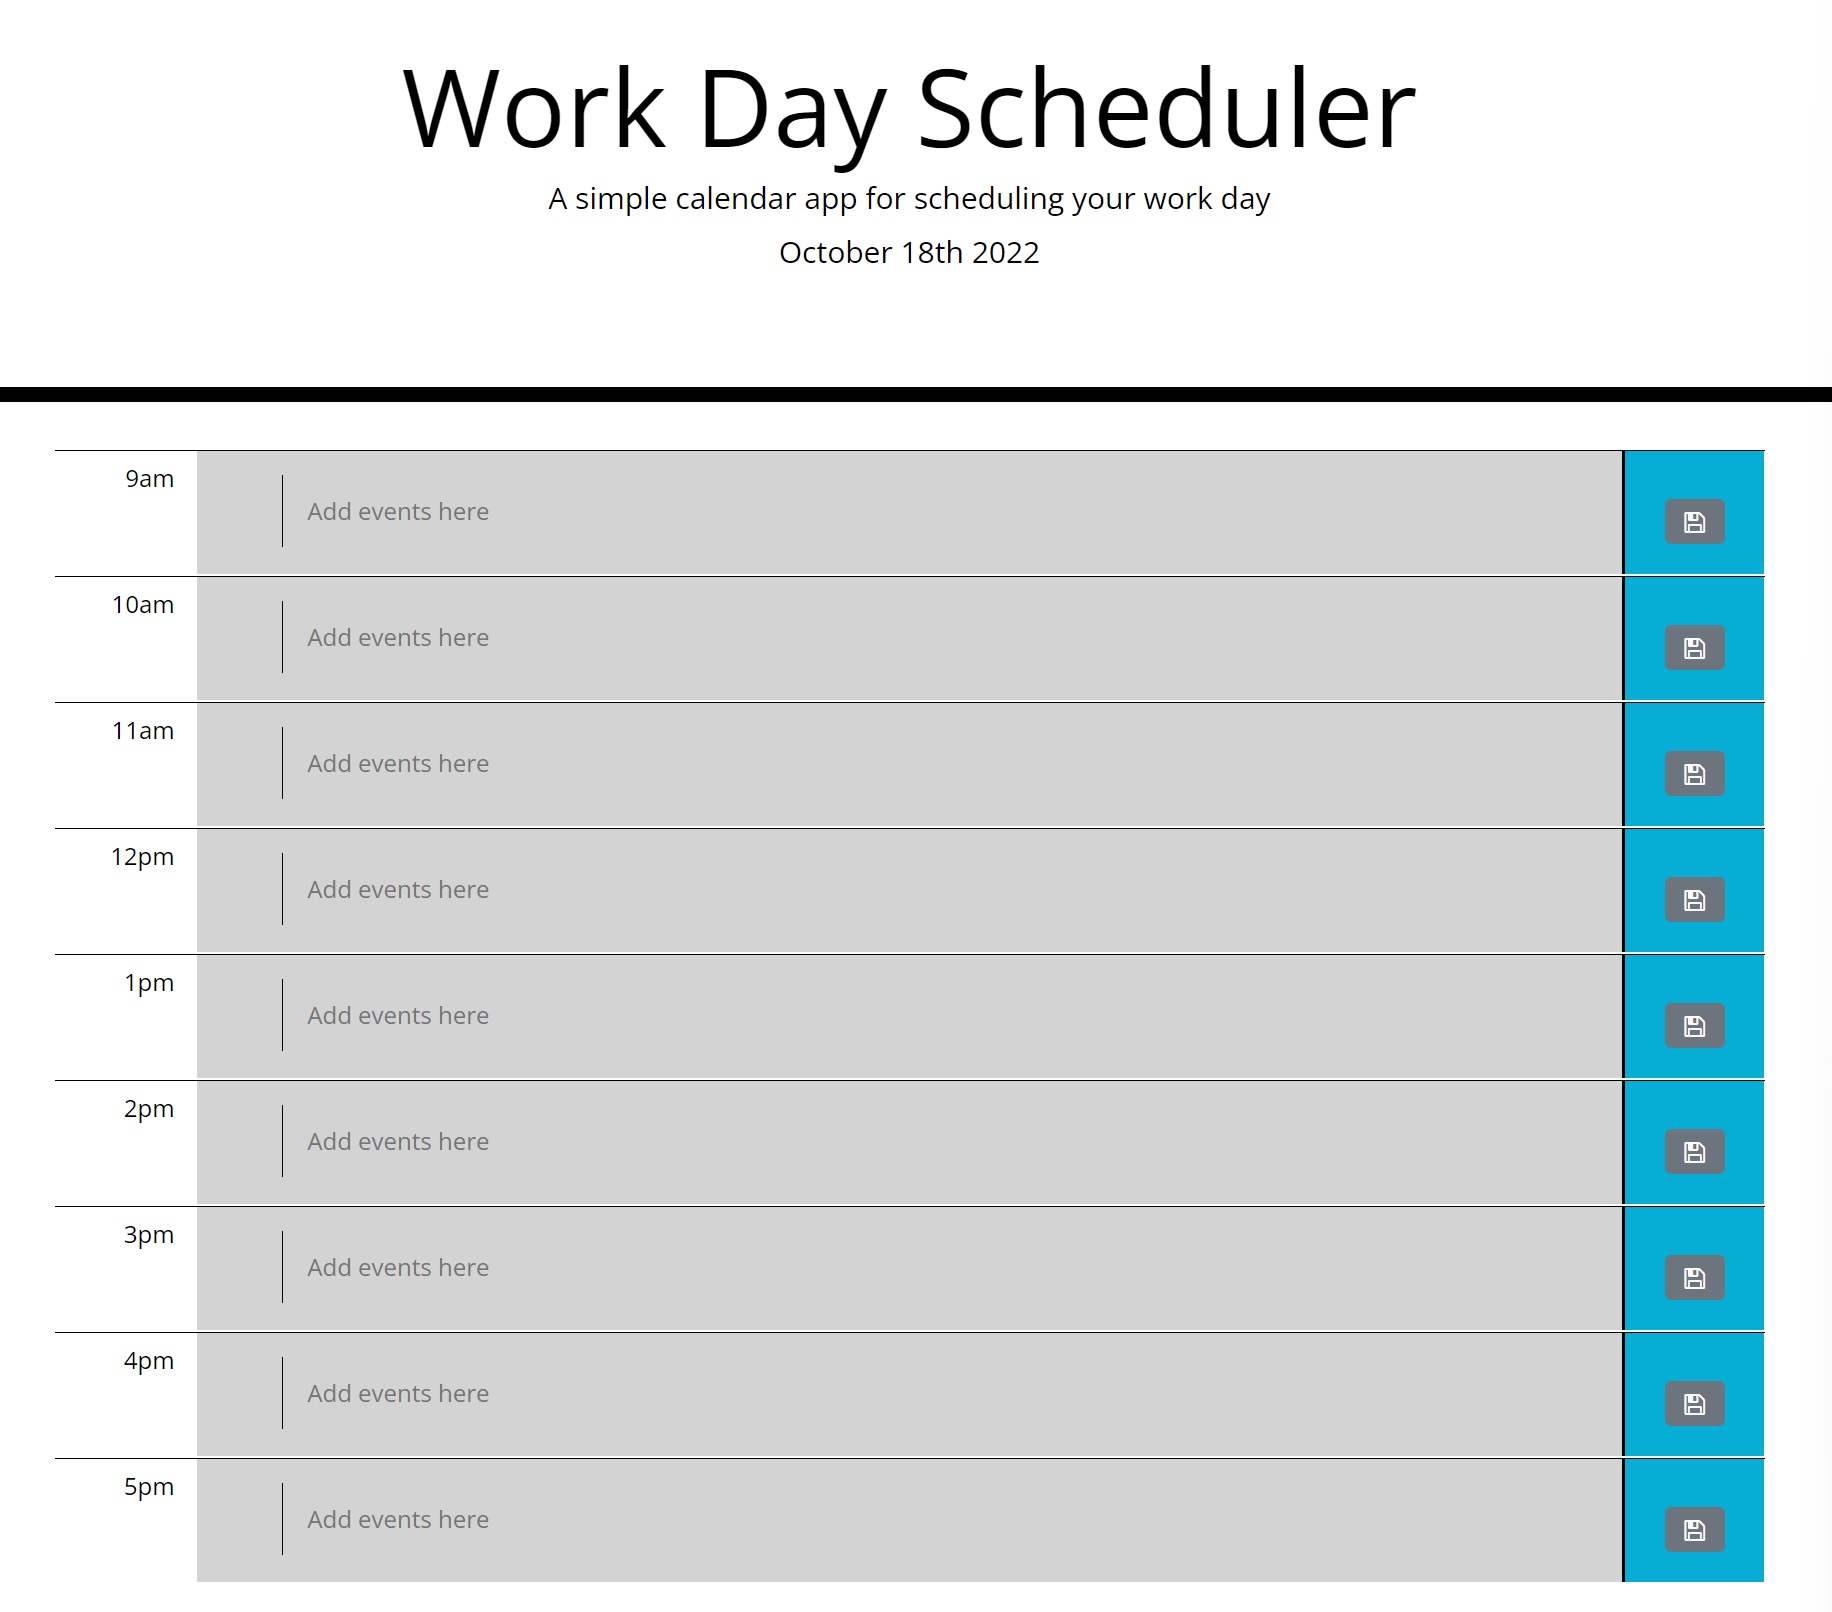 Work Day Scheduler
A simple calendar app for scheduling your work day
October 18th 2022
9am
Add events here
10am
Add events here
11am
Add events here
12pm
Add events here
1pm
Add events here
2pm
Add events here
3pm
Add events here
4pm
Add events here
5pm
Add events here